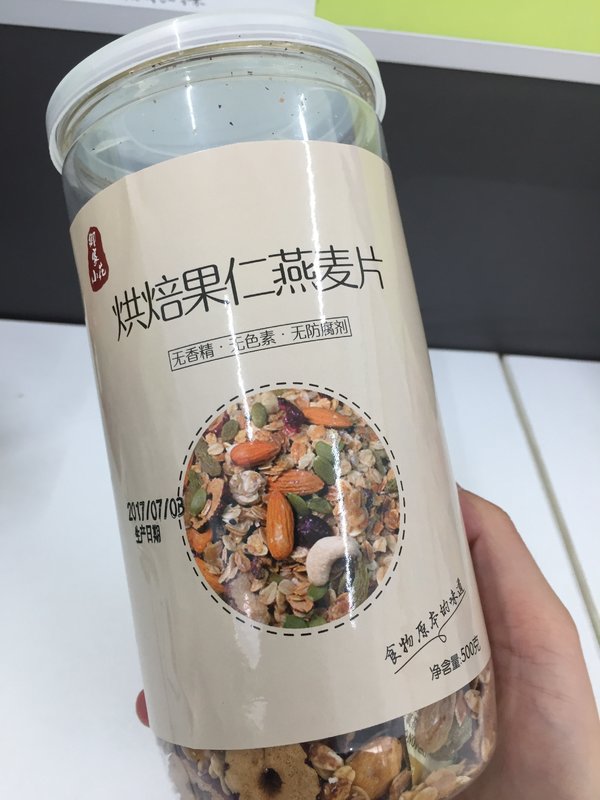 烘焙果仁燕麦片
无香精·无色素·无防腐剂
2017/07/03
生产日期
食物原本的味道
净含量:500克